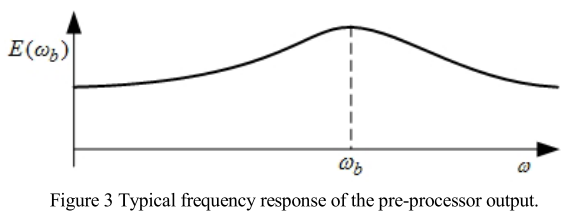 E(ω_b)
ω_b
ω
Figure 3 Typical frequency response of the pre-processor output.